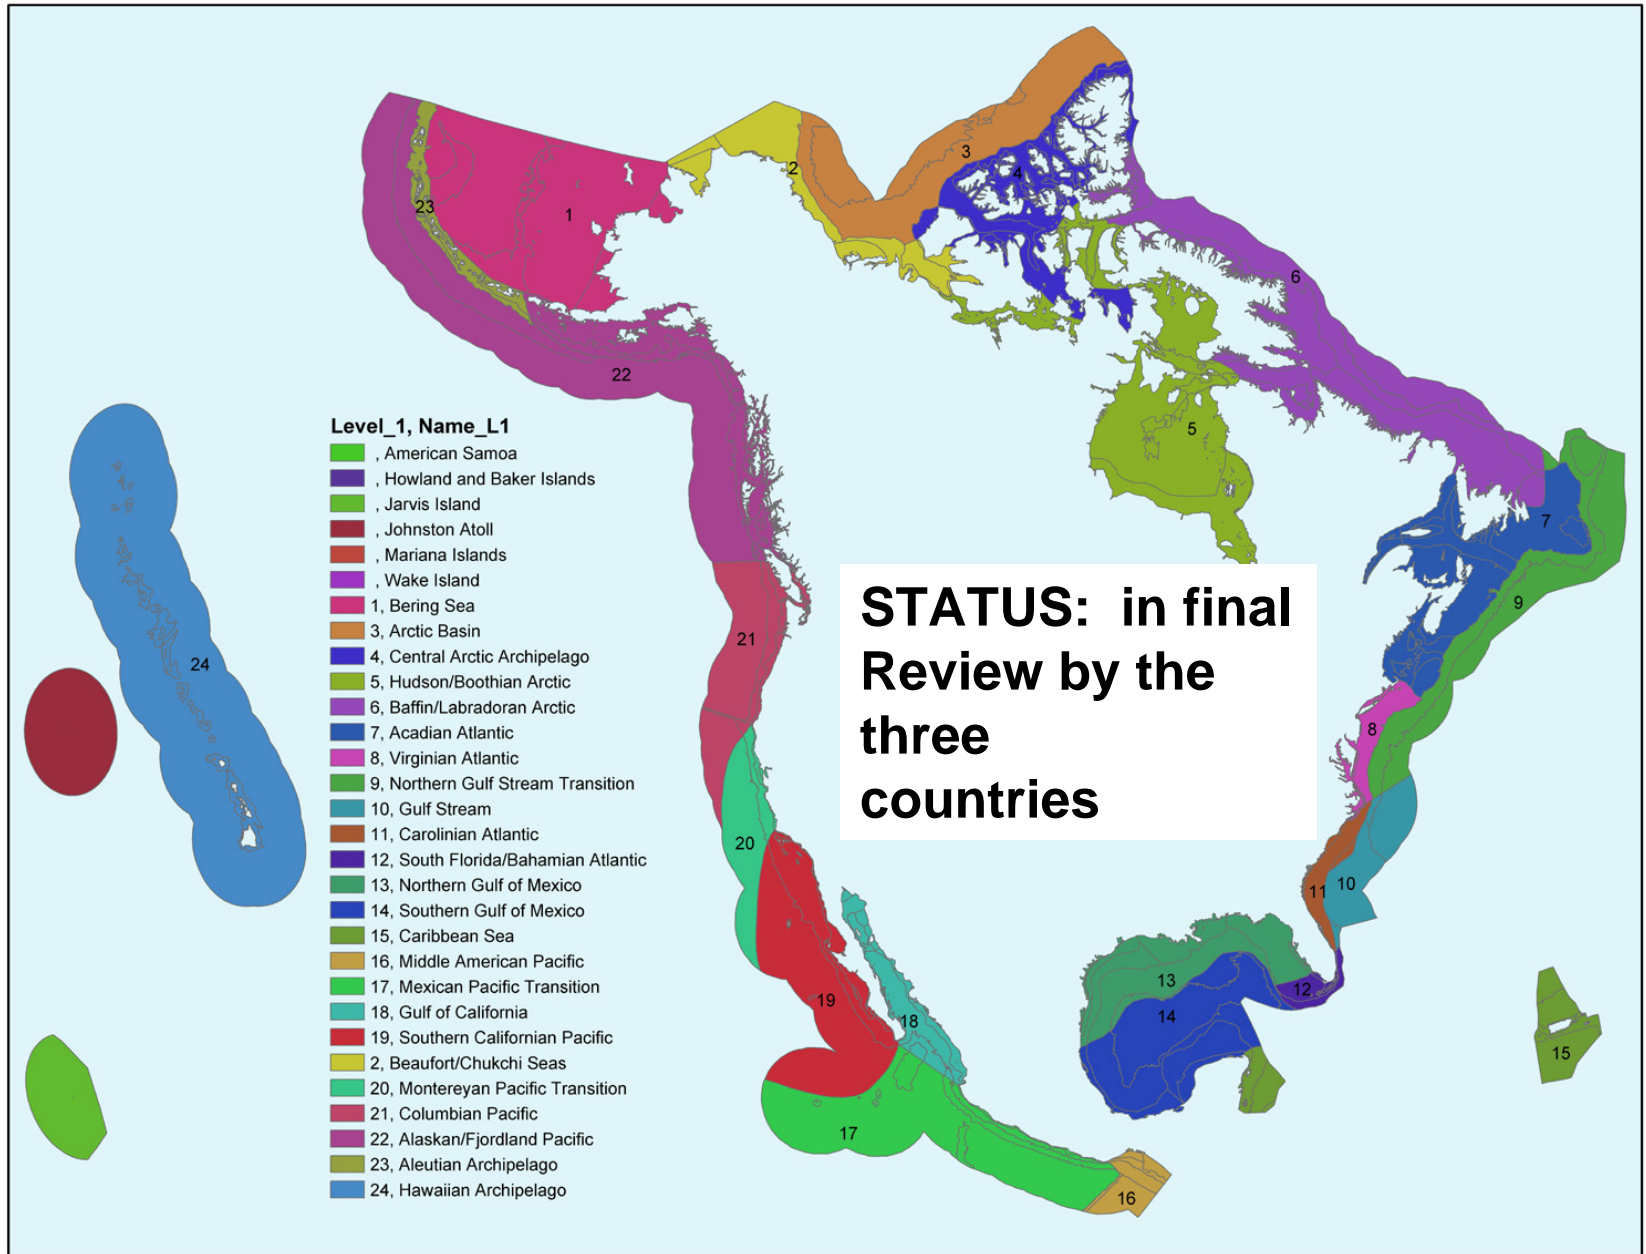 3
4
2
23
1
6
22
5
7
9
21
24
8
20
11
10
19
18
13
12
14
15
17
16
Level_1, Name_L1
, American Samoa
, Howland and Baker Islands
, Jarvis Island
, Johnston Atoll
, Mariana Islands
, Wake Island
1, Bering Sea
3, Arctic Basin
4, Central Arctic Archipelago
5, Hudson/Boothian Arctic
6, Baffin/Labradoran Arctic
7, Acadian Atlantic
8, Virginian Atlantic
9, Northern Gulf Stream Transition
10, Gulf Stream
11, Carolinian Atlantic
12, South Florida/Bahamian Atlantic
13, Northern Gulf of Mexico
14, Southern Gulf of Mexico
15, Caribbean Sea
16, Middle American Pacific
17, Mexican Pacific Transition
18, Gulf of California
19, Southern Californian Pacific
2, Beaufort/Chukchi Seas
20, Montereyan Pacific Transition
21, Columbian Pacific
22, Alaskan/Fjordland Pacific
23, Aleutian Archipelago
24, Hawaiian Archipelago
STATUS: in final
Review by the
three
countries